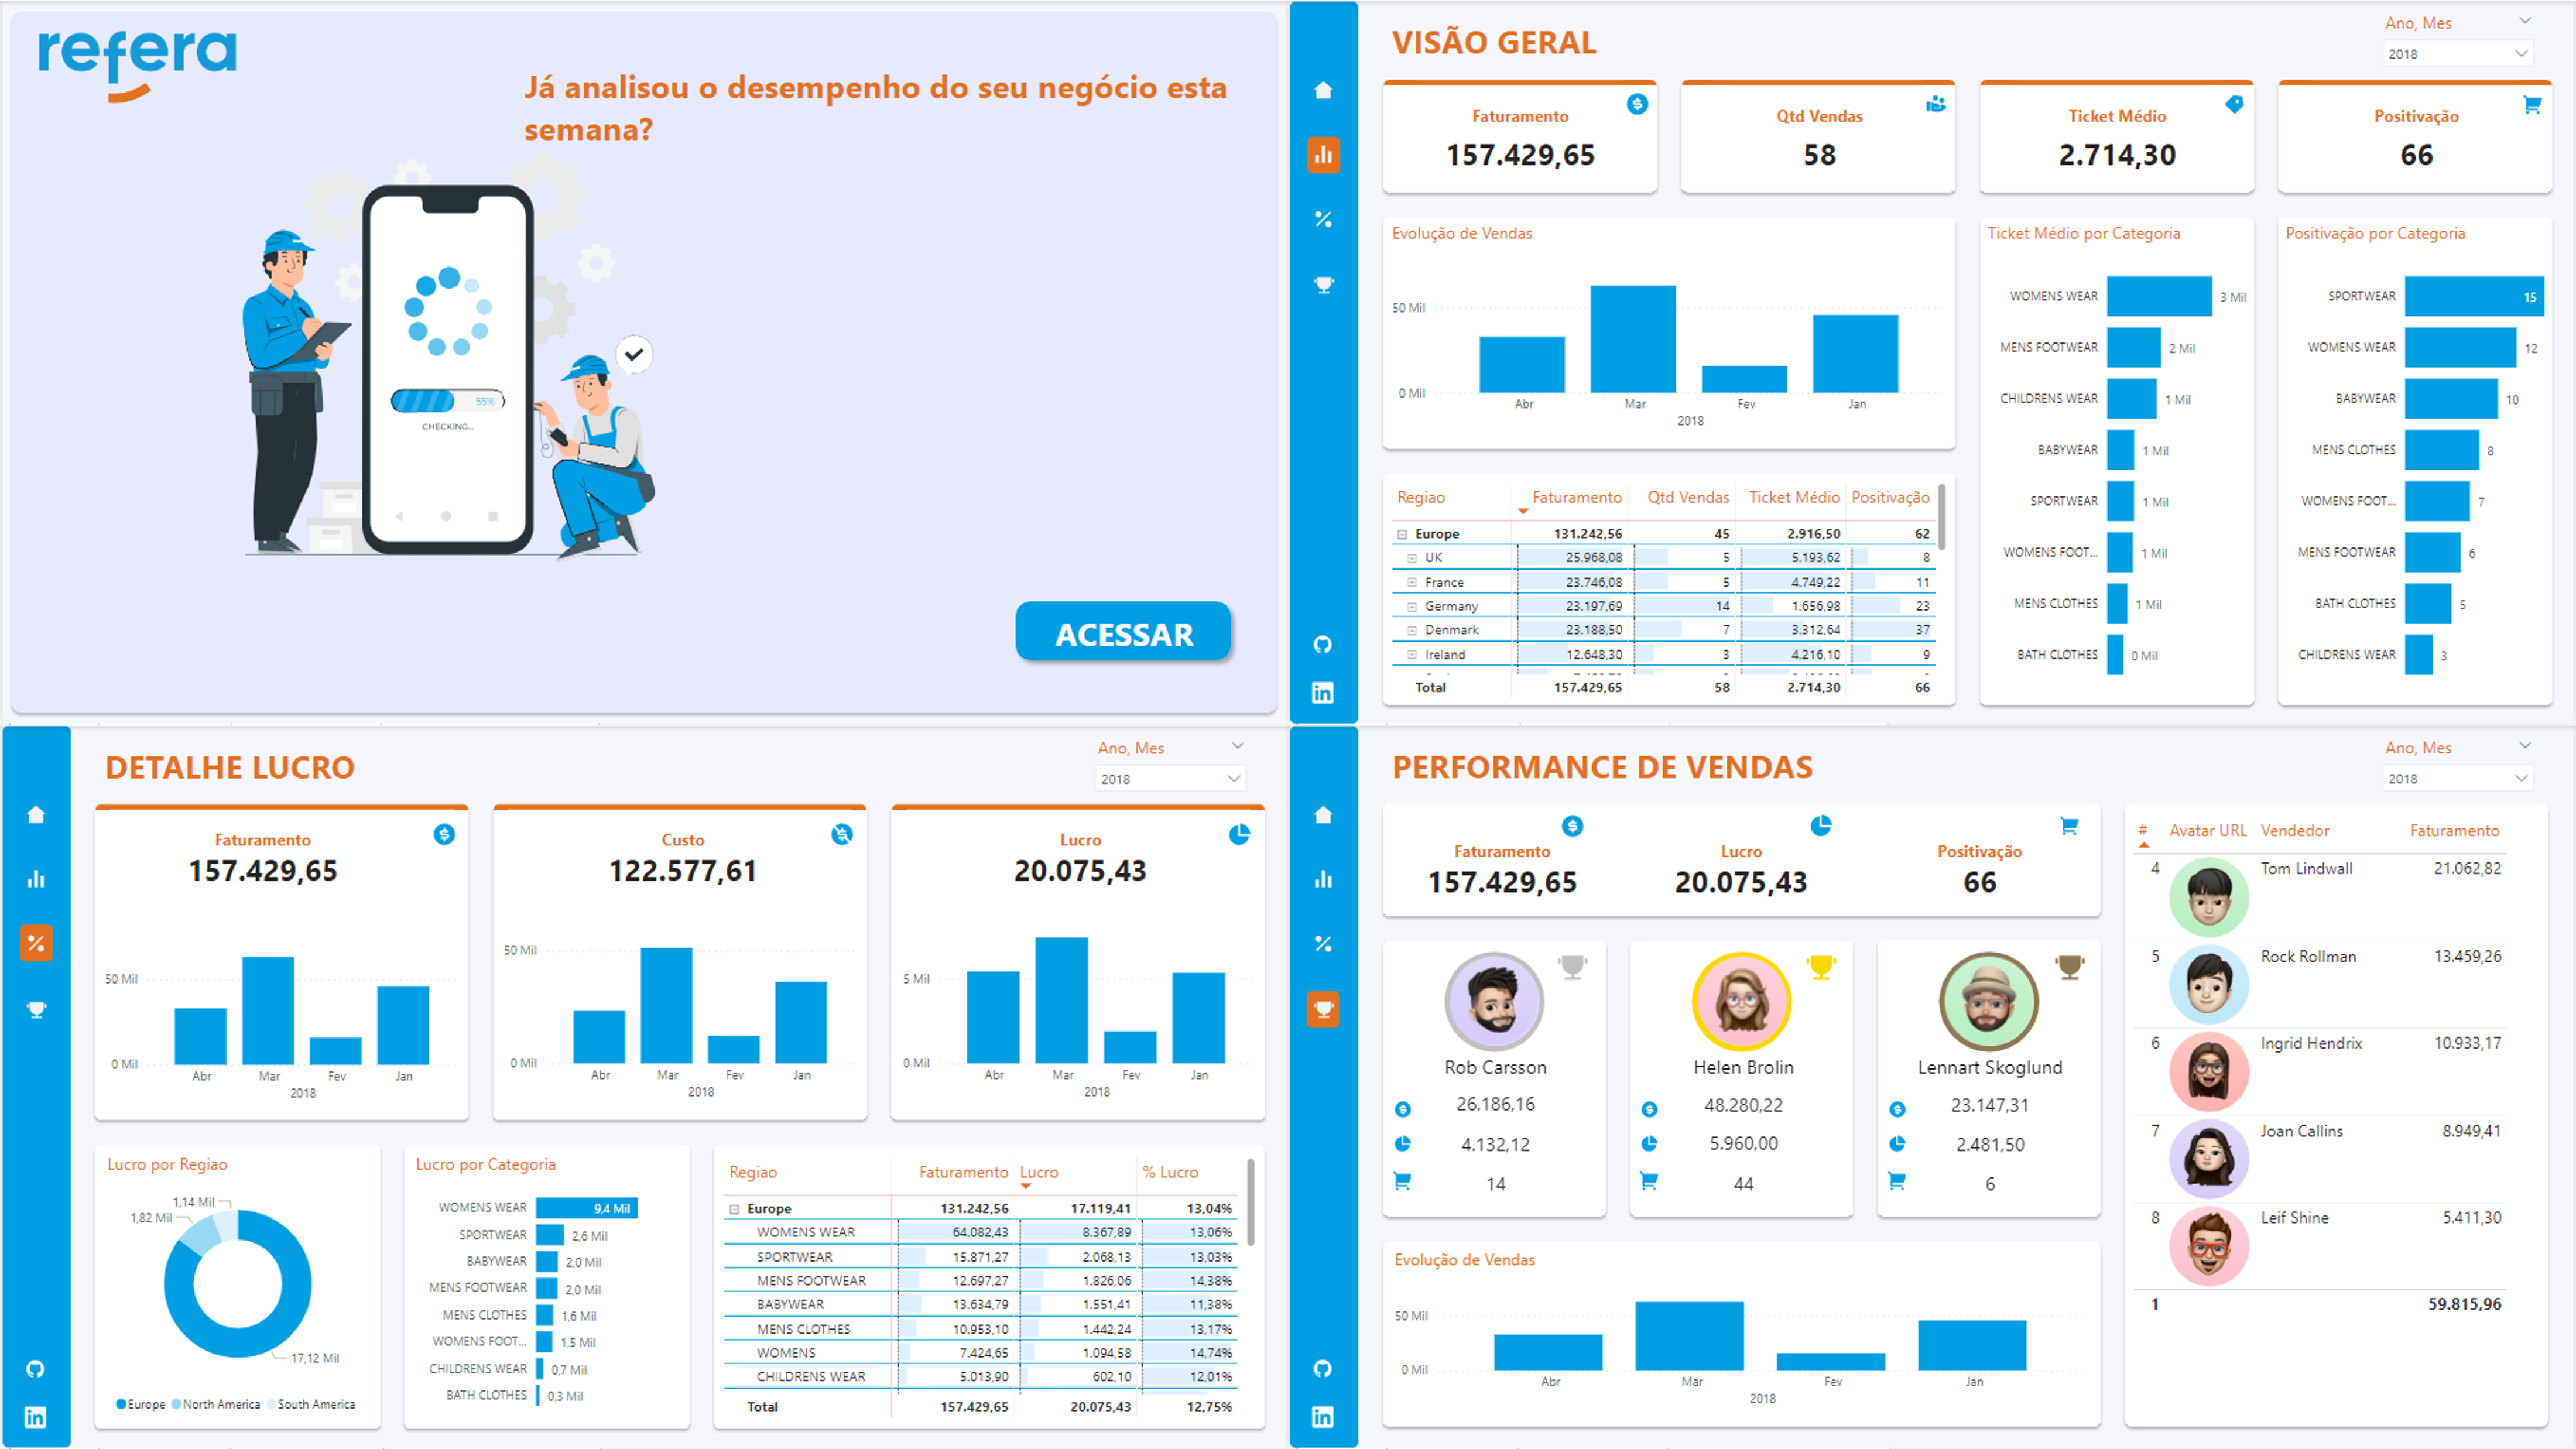 refera
Já analisou o desempenho do seu negócio esta
semana?
55%
CHECKING...
ACESSAR
VISÃO GERAL
Ano, Mes
2018
Faturamento
157.429,65
Qtd Vendas
58
Ticket Médio
2.714,30
Positivação
66
Evolução de Vendas
50 Mil
0 Mil
Abr Mar Fev Jan
2018
Regiao Faturamento Qtd Vendas Ticket Médio Positivação
Europe 131.242,56 45 2.916,50 62
UK 25.968,08 5 5.193,62 8
France 23.746,08 5 4.749,22 11
Germany 23.197,69 14 1.656,98 23
Denmark 23.188,50 7 3.312,64 37
Ireland 12.648,30 3 4.216,10 9
Total 157.429,65 58 2.714,30 66
Ticket Médio por Categoria
WOMENS WEAR 3 Mil
MENS FOOTWEAR 2 Mil
CHILDRENS WEAR 1 Mil
BABYWEAR 1 Mil
SPORTWEAR 1 Mil
WOMENS FOOT... 1 Mil
MENS CLOTHES 1 Mil
BATH CLOTHES 0 Mil
Positivação por Categoria
SPORTWEAR 15
WOMENS WEAR 12
BABYWEAR 10
MENS CLOTHES 8
WOMENS FOOT... 7
MENS FOOTWEAR 6
BATH CLOTHES 5
CHILDRENS WEAR 3
in
DETALHE LUCRO
Ano, Mes
2018
Faturamento
157.429,65
50 Mil
0 Mil
Abr Mar Fev Jan
2018
Custo
122.577,61
50 Mil
0 Mil
Abr Mar Fev Jan
2018
Lucro
20.075,43
5 Mil
0 Mil
Abr Mar Fev Jan
2018
Lucro por Regiao
1,14 Mil
1,82 Mil
17,12 Mil
Europe North America South America
Lucro por Categoria
WOMENS WEAR 9,4 Mil
SPORTWEAR 2,6 Mil
BABYWEAR 2,0 Mil
MENS FOOTWEAR 2,0 Mil
MENS CLOTHES 1,6 Mil
WOMENS FOOT... 1,5 Mil
CHILDRENS WEAR 0,7 Mil
BATH CLOTHES 0,3 Mil
Regiao Faturamento Lucro % Lucro
Europe 131.242,56 17.119,41 13,04%
WOMENS WEAR 64.082,43 8.367,89 13,06%
SPORTWEAR 15.871,27 2.068,13 13,03%
MENS FOOTWEAR 12.697,27 1.826,06 14,38%
BABYWEAR 13.634,79 1.551,41 11,38%
MENS CLOTHES 10.953,10 1.442,24 13,17%
WOMENS 7.424,65 1.094,58 14,74%
CHILDRENS WEAR 5.013,90 602,10 12,01%
Total 157.429,65 20.075,43 12,75%
in
PERFORMANCE DE VENDAS
Ano, Mes
2018
Faturamento
157.429,65
Lucro
20.075,43
Positivação
66
Rob Carsson
26.186,16
4.132,12
14
Helen Brolin
48.280,22
5.960,00
44
Lennart Skoglund
23.147,31
2.481,50
6
Evolução de Vendas
50 Mil
0 Mil
Abr Mar Fev Jan
2018
# Avatar URL Vendedor Faturamento
4 Tom Lindwall 21.062,82
5 Rock Rollman 13.459,26
6 Ingrid Hendrix 10.933,17
7 Joan Callins 8.949,41
8 Leif Shine 5.411,30
1 59.815,96
in